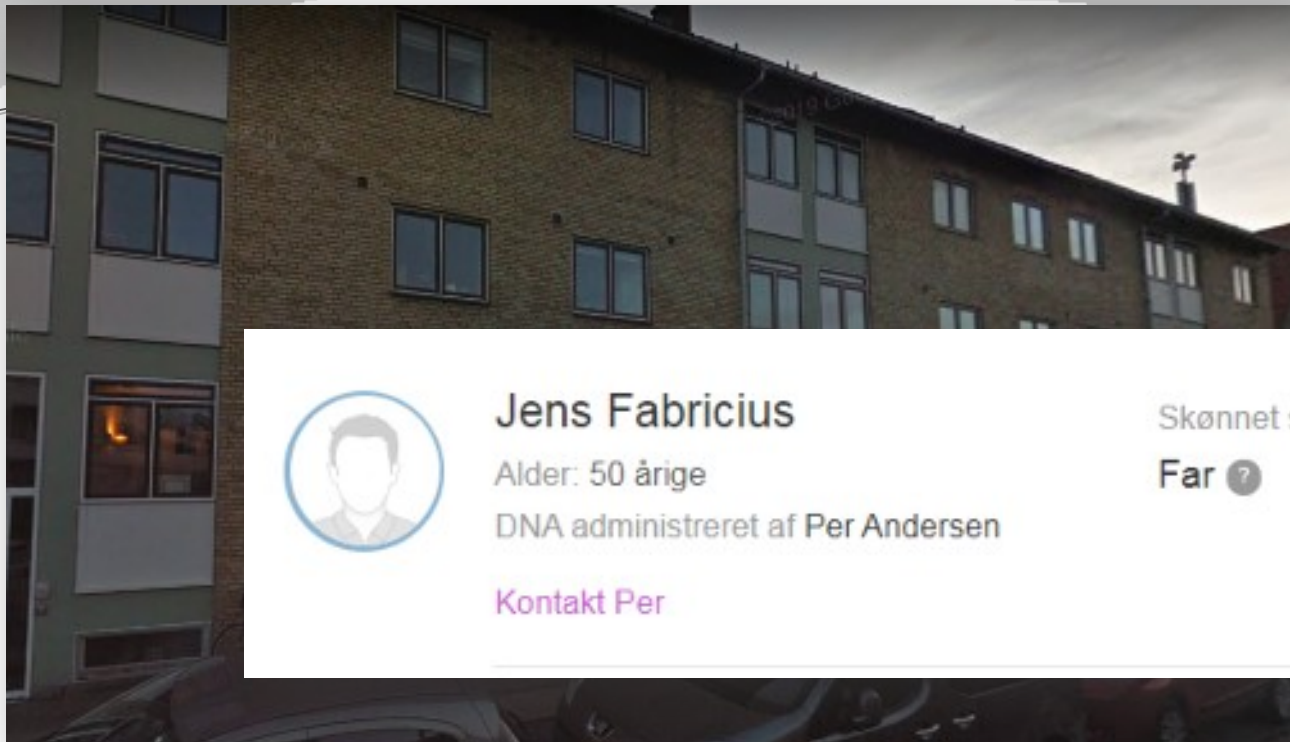 Jens Fabricius
Alder: 50 årige
DNA administreret af Per Andersen
Kontakt Per
Skønnet
Far ?